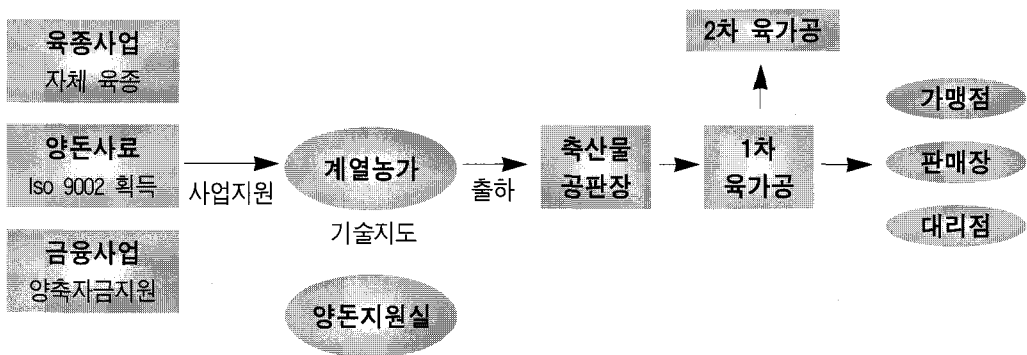 육종사업
자체 육종
양돈사료
Iso 9002 획득
금융사업
양축자금지원
사업지원
계열농가
기술지도
양돈지원실
출하
축산물
공판장
1차
육가공
2차 육가공
가맹점
판매장
대리점